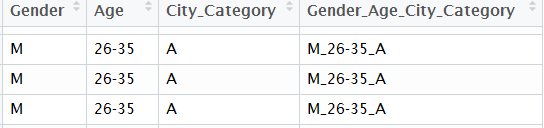 Gender Age City_Category Gender_Age_City_Category
M 26-35 A M_26-35_A
M 26-35 A M_26-35_A
M 26-35 A M_26-35_A